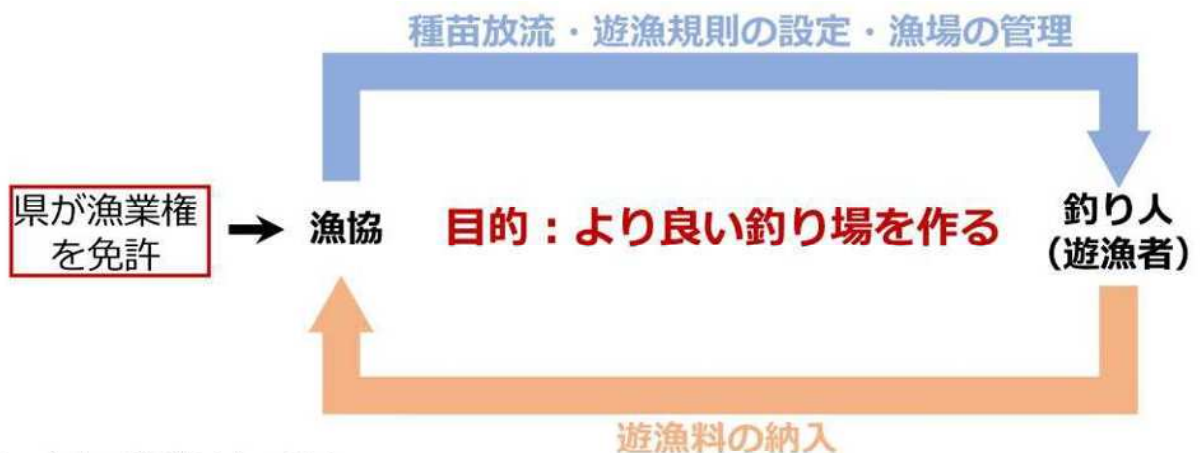 種苗放流・遊漁規則の設定・漁場の管理
県が漁業権
を免許
漁協
目的：より良い釣り場を作る
釣り人
（遊漁者）
遊漁料の納入